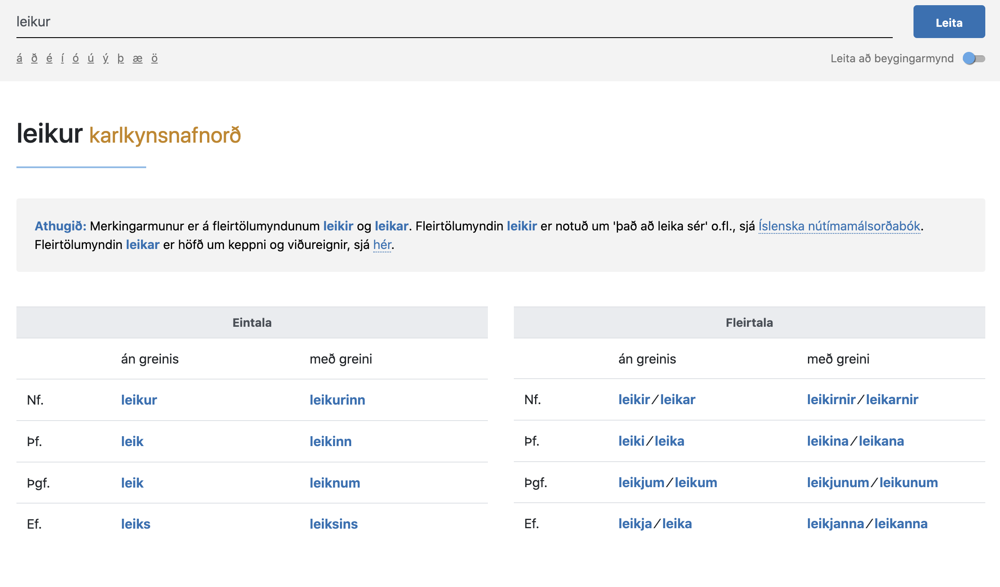 leikur
Leita
á ð é í ó ú ý þ æ ö
Leita að beygingarmynd
leikur karlkynsnafnorð
Athugið: Merkingarmunur er á fleirtölumyndunum leikir og leikar. Fleirtölumyndin leikir er notuð um 'það að leika sér' o.fl., sjá Íslenska nútímamálsorðabók.
Fleirtölumyndin leikar er höfð um keppni og viðureignir, sjá hér.
Eintala
án greinis með greini
Nf. leikur leikurinn
Þf. leik leikinn
Þgf. leik leiknum
Ef. leiks leiksins
Fleirtala
án greinis með greini
Nf. leikir/leikar leikirnir/leikarnir
Þf. leiki/leika leikina/leikana
Þgf. leikjum/leikum leikjunum/leikunum
Ef. leikja/leika leikjanna/leikanna